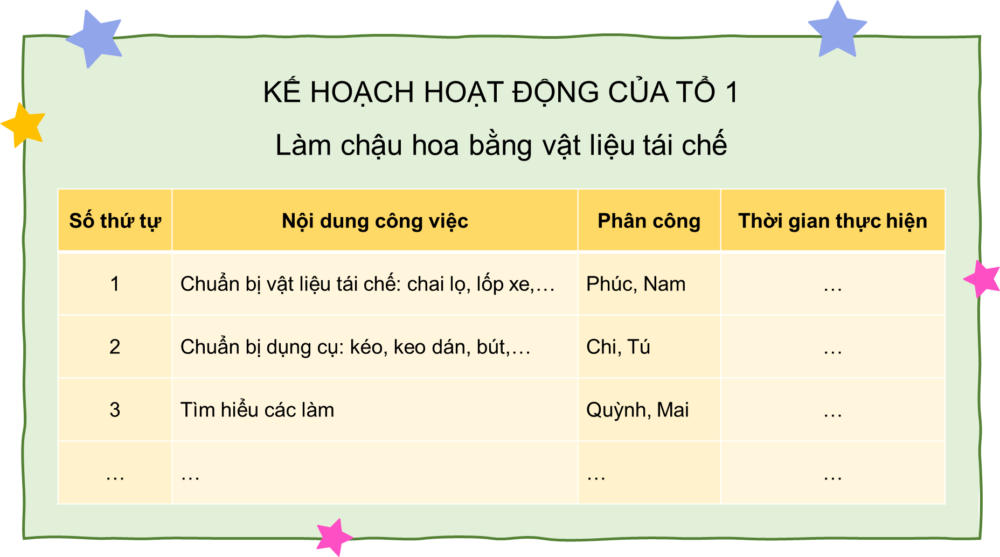 KẾ HOẠCH HOẠT ĐỘNG CỦA TỔ 1
Làm chậu hoa bằng vật liệu tái chế
Số thứ tự Nội dung công việc Phân công Thời gian thực hiện
1 Chuẩn bị vật liệu tái chế: chai lọ, lốp xe,… Phúc, Nam …
2 Chuẩn bị dụng cụ: kéo, keo dán, bút,… Chi, Tú …
3 Tìm hiểu các làm Quỳnh, Mai …
… … … …